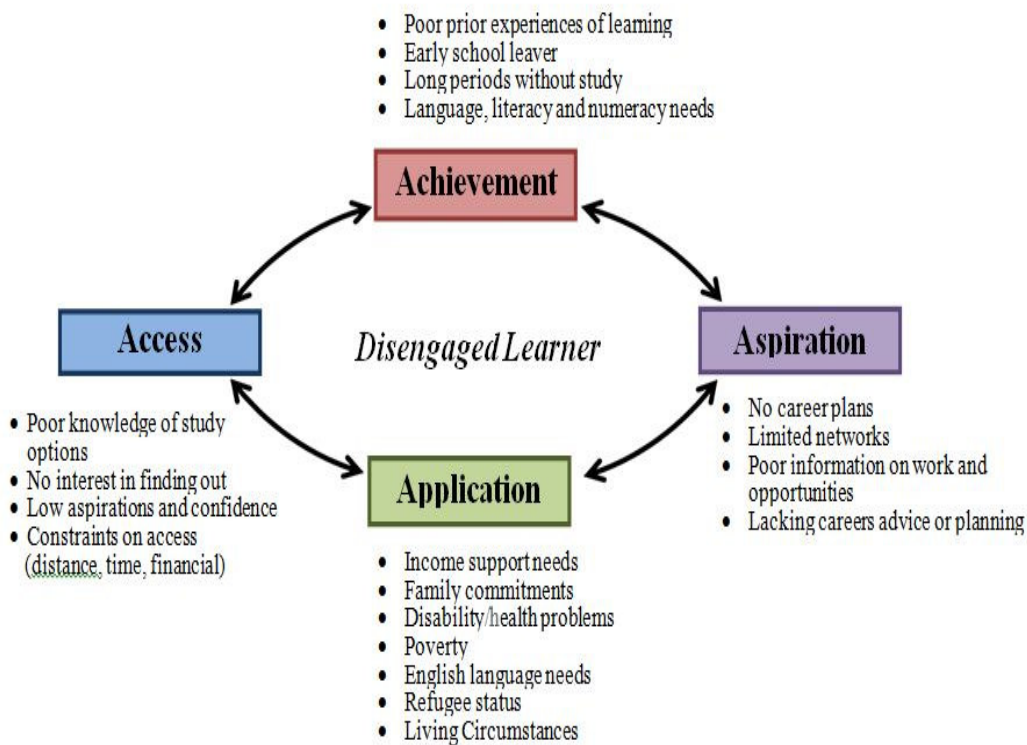 • Poor prior experiences of learning
• Early school leaver
• Long periods without study
• Language, literacy and numeracy needs
Achievement
Access
Disengaged Learner
Aspiration
• Poor knowledge of study
options
• No interest in finding out
• Low aspirations and confidence
• Constraints on access
(distance, time, financial)
• No career plans
• Limited networks
• Poor information on work and
opportunities
• Lacking careers advice or planning
Application
• Income support needs
• Family commitments
• Disability/health problems
• Poverty
• English language needs
• Refugee status
• Living Circumstances